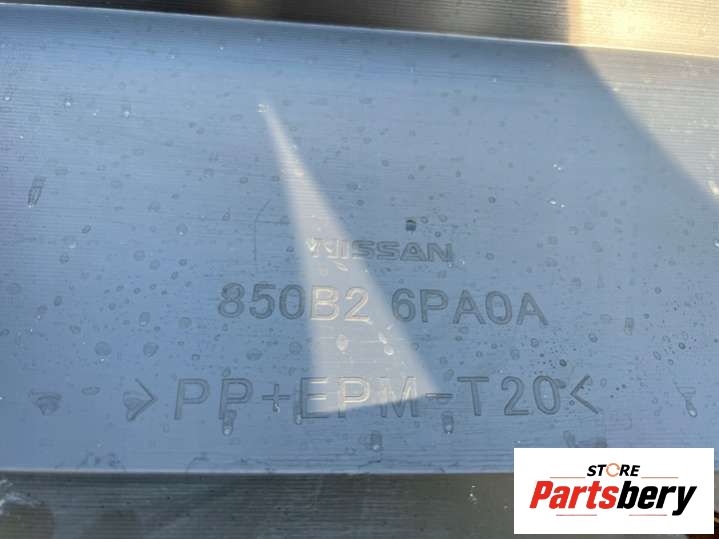 NISSAN
850B2 6PA0A
>PP+EPM-T20<
STORE
Partsbery